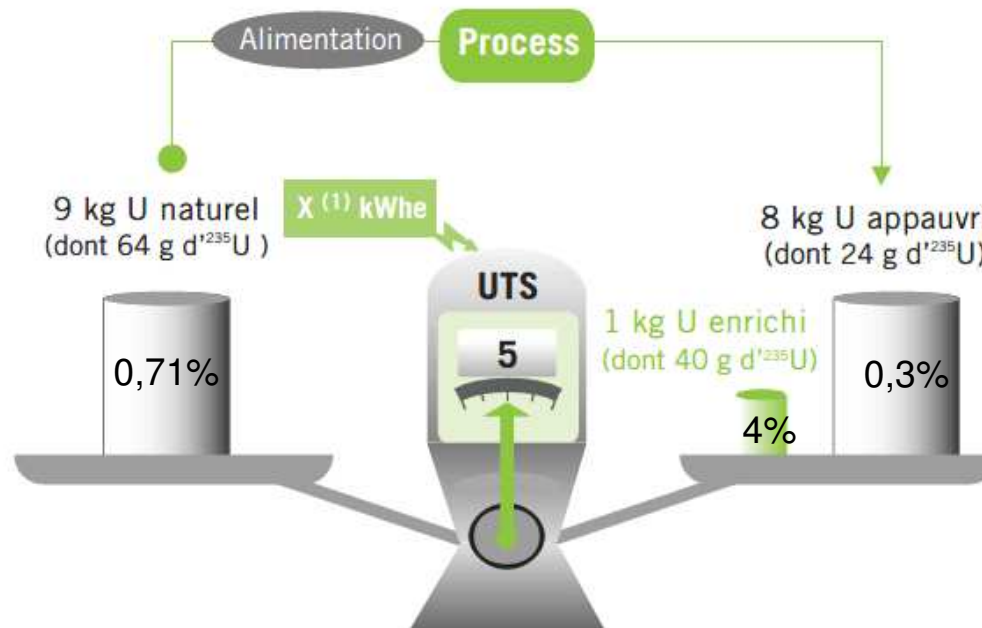 Alimentation
Process
9 kg U naturel
(dont 64 g d'²³⁵U )
X ⁽¹⁾ kWhe
8 kg U appauvr
(dont 24 g d'²³⁵U)
UTS
5
1 kg U enrichi
(dont 40 g d'²³⁵U)
0,71%
4%
0,3%